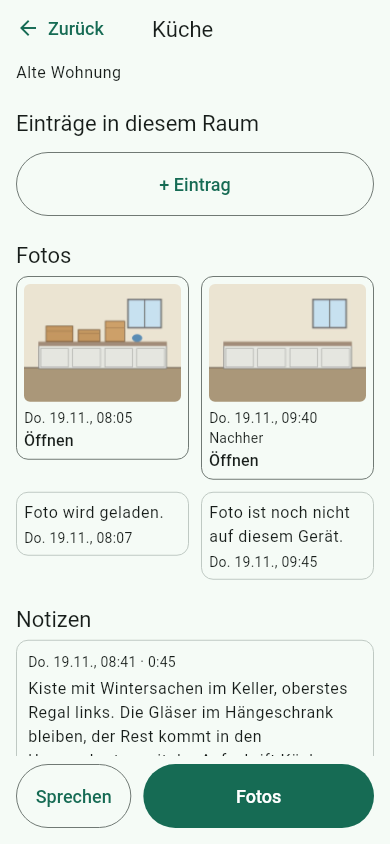 Zurück
Küche
Alte Wohnung
Einträge in diesem Raum
+ Eintrag
Fotos
Do. 19.11., 08:05
Öffnen
Do. 19.11., 09:40
Nachher
Öffnen
Foto wird geladen.
Do. 19.11., 08:07
Foto ist noch nicht
auf diesem Gerät.
Do. 19.11., 09:45
Notizen
Do. 19.11., 08:41 · 0:45
Kiste mit Wintersachen im Keller, oberstes
Regal links. Die Gläser im Hängeschrank
bleiben, der Rest kommt in den
Sprechen
Fotos